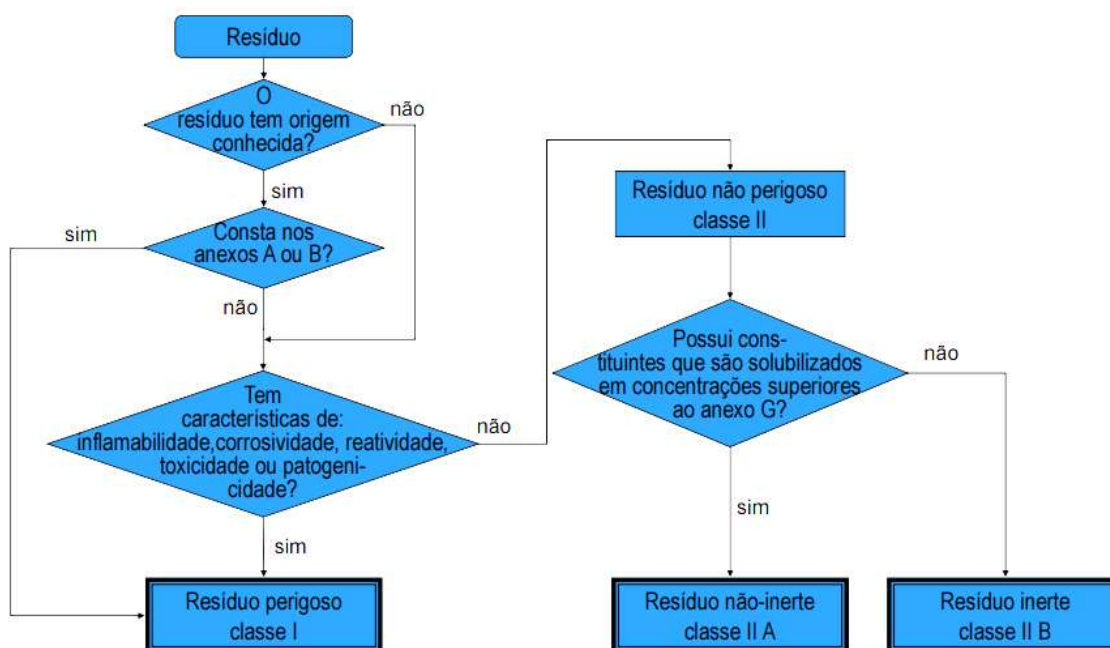 Resíduo
O
resíduo tem origem
conhecida?
não
sim
Consta nos
anexos A ou B?
sim
não
Tem
características de:
inflamabilidade,corrosividade, reatividade,
toxicidade ou patogeni-
cidade?
não
sim
Resíduo perigoso
classe I
Resíduo não perigoso
classe II
Possui cons-
tituintes que são solubilizados
em concentrações superiores
ao anexo G?
não
sim
Resíduo não-inerte
classe II A
Resíduo inerte
classe II B